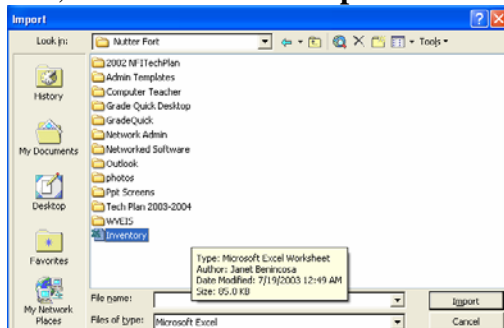 Import
Look in:
Nutter Fort
Tools
2002 NFITechPlan
Admin Templates
Computer Teacher
Grade Quick Desktop
GradeQuick
Network Admin
Networked Software
Outlook
photos
Ppt Screens
Tech Plan 2003-2004
WVEIS
Inventory
History
My Documents
Desktop
Favorites
My Network
Places
Type: Microsoft Excel Worksheet
Author: Janet Benincosa
Date Modified: 7/19/2003 12:49 AM
Size: 85.0 KB
File name:
Import
Files of type:
Microsoft Excel
Cancel